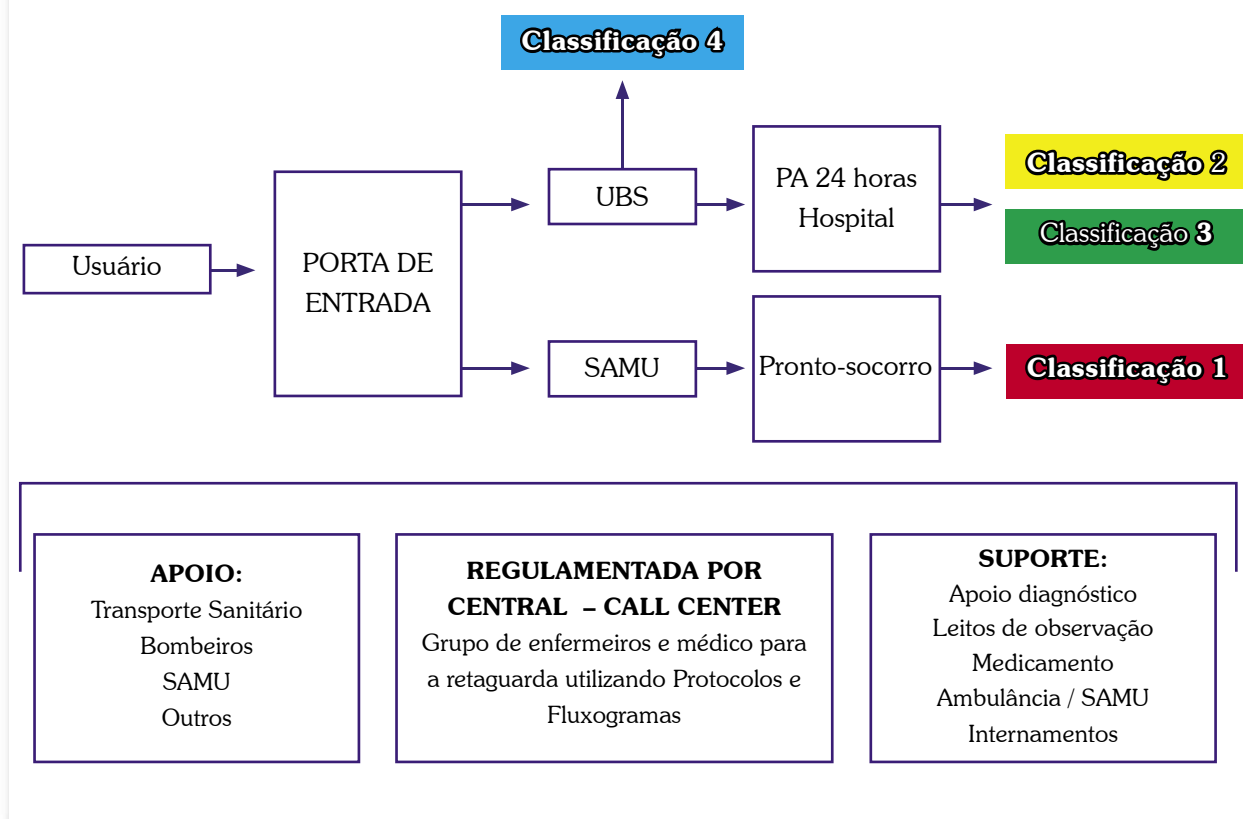 Classificação 4
PA 24 horas
Hospital
Classificação 2
UBS
Classificação 3
Usuário
PORTA DE
ENTRADA
SAMU
Pronto-socorro
Classificação 1
APOIO:
Transporte Sanitário
Bombeiros
SAMU
Outros
REGULAMENTADA POR
CENTRAL – CALL CENTER
Grupo de enfermeiros e médico para
a retaguarda utilizando Protocolos e
Fluxogramas
SUPORTE:
Apoio diagnóstico
Leitos de observação
Medicamento
Ambulância / SAMU
Internamentos